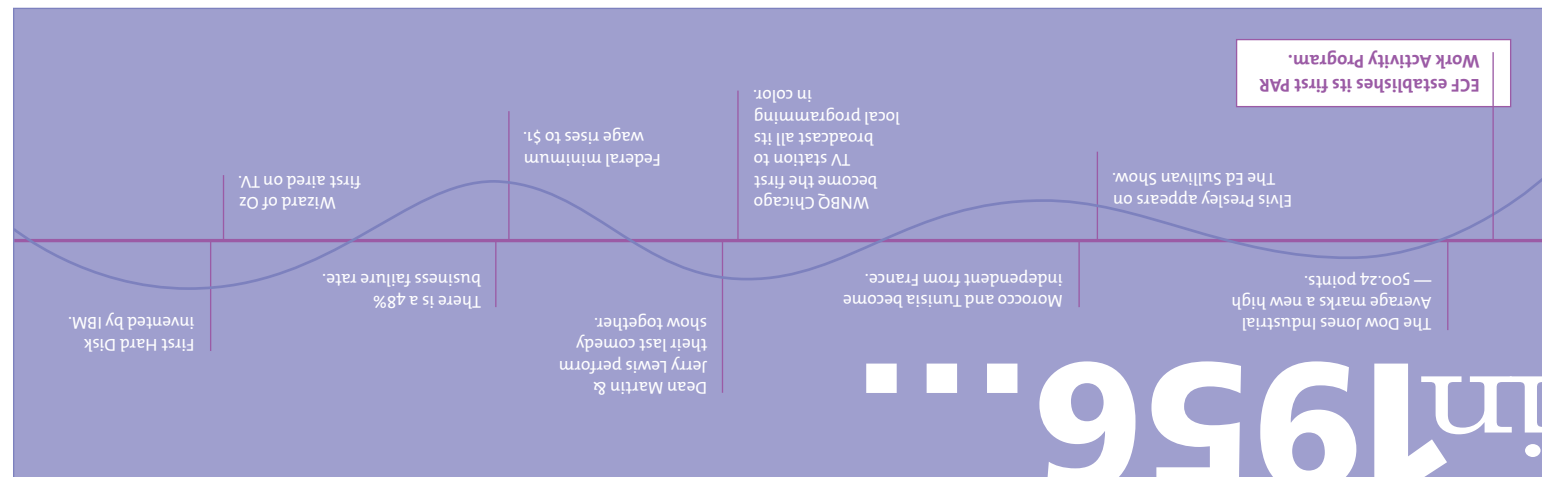 in 1956...
The Dow Jones Industrial
Average marks a new high
— 500.24 points.
Morocco and Tunisia become
independent from France.
Dean Martin &
Jerry Lewis perform
their last comedy
show together.
There is a 48%
business failure rate.
First Hard Disk
invented by IBM.
ECF establishes its first PAR
Work Activity Program.
Elvis Presley appears on
The Ed Sullivan Show.
WNBQ Chicago
become the first
TV station to
broadcast all its
local programming
in color.
Federal minimum
wage rises to $1.
Wizard of Oz
first aired on TV.